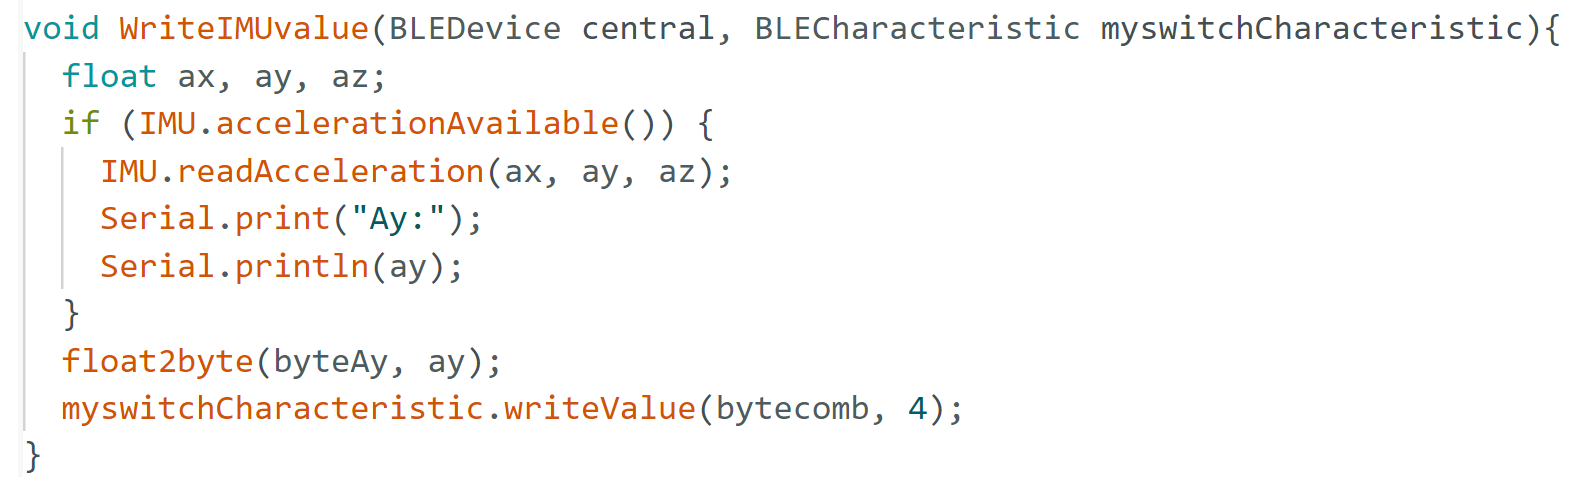 void WriteIMUvalue(BLEDevice central, BLECharacteristic myswitchCharacteristic){
  float ax, ay, az;
  if (IMU.accelerationAvailable()) {
    IMU.readAcceleration(ax, ay, az);
    Serial.print("Ay:");
    Serial.println(ay);
  }
  float2byte(byteAy, ay);
  myswitchCharacteristic.writeValue(bytecomb, 4);
}